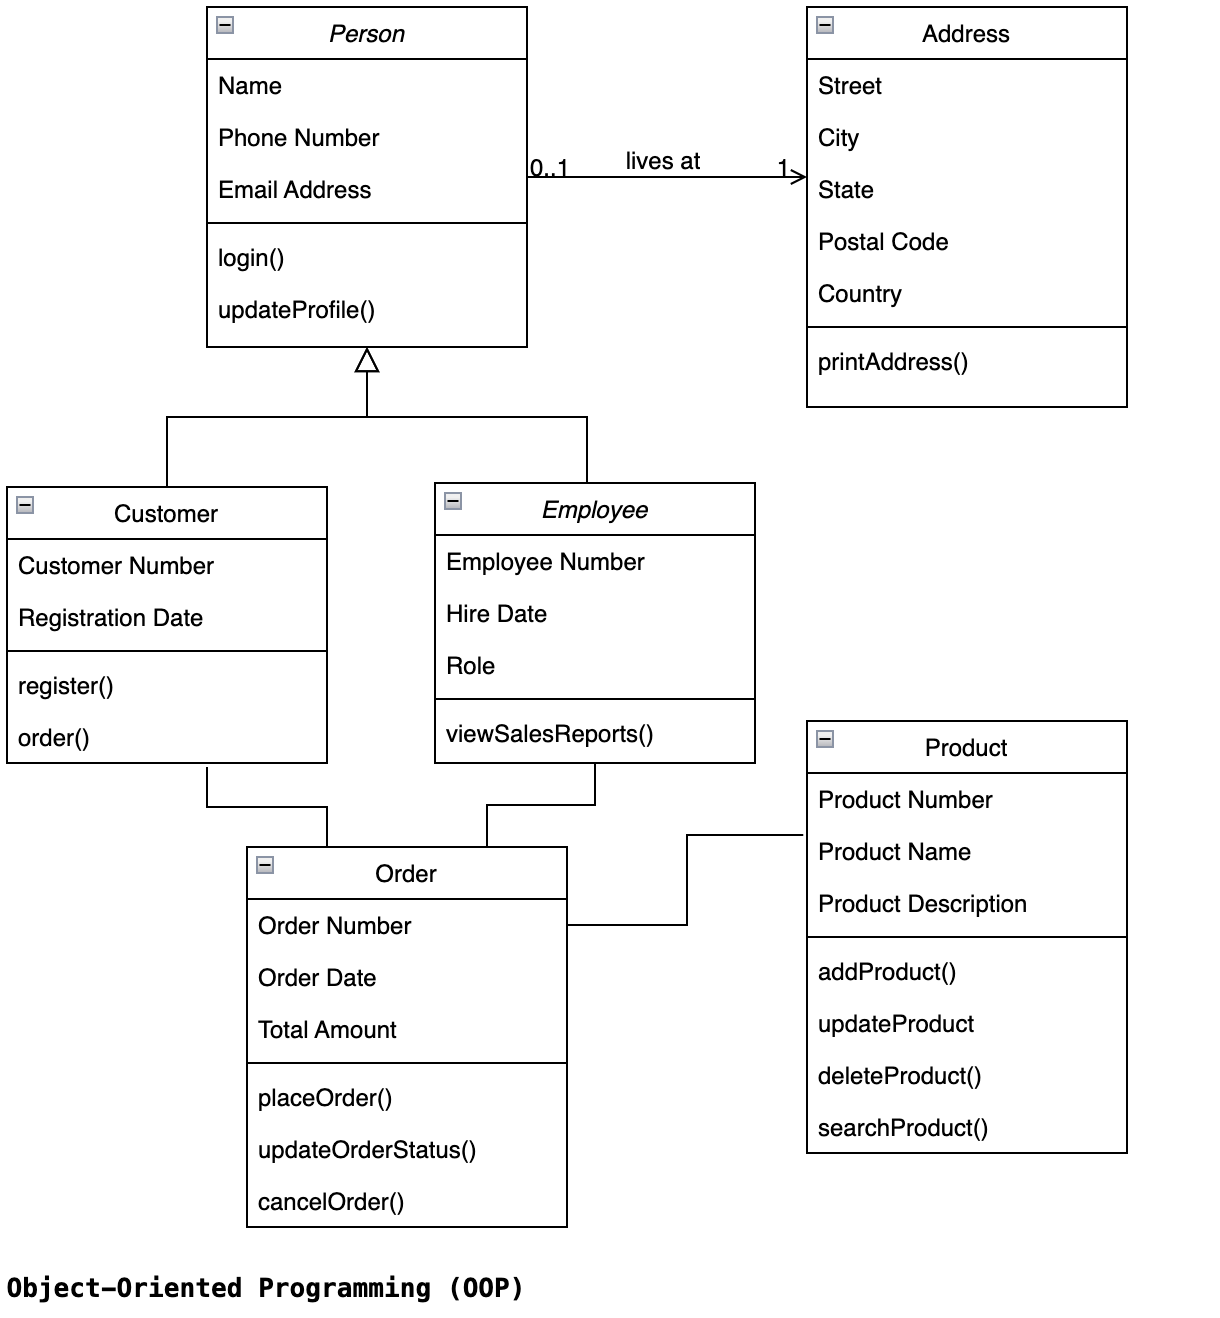 Person
Name
Phone Number
Email Address
login()
updateProfile()
0..1
lives at
1
Address
Street
City
State
Postal Code
Country
printAddress()
Customer
Customer Number
Registration Date
register()
order()
Employee
Employee Number
Hire Date
Role
viewSalesReports()
Product
Product Number
Product Name
Product Description
addProduct()
updateProduct
deleteProduct()
searchProduct()
Order
Order Number
Order Date
Total Amount
placeOrder()
updateOrderStatus()
cancelOrder()
Object-Oriented Programming (OOP)